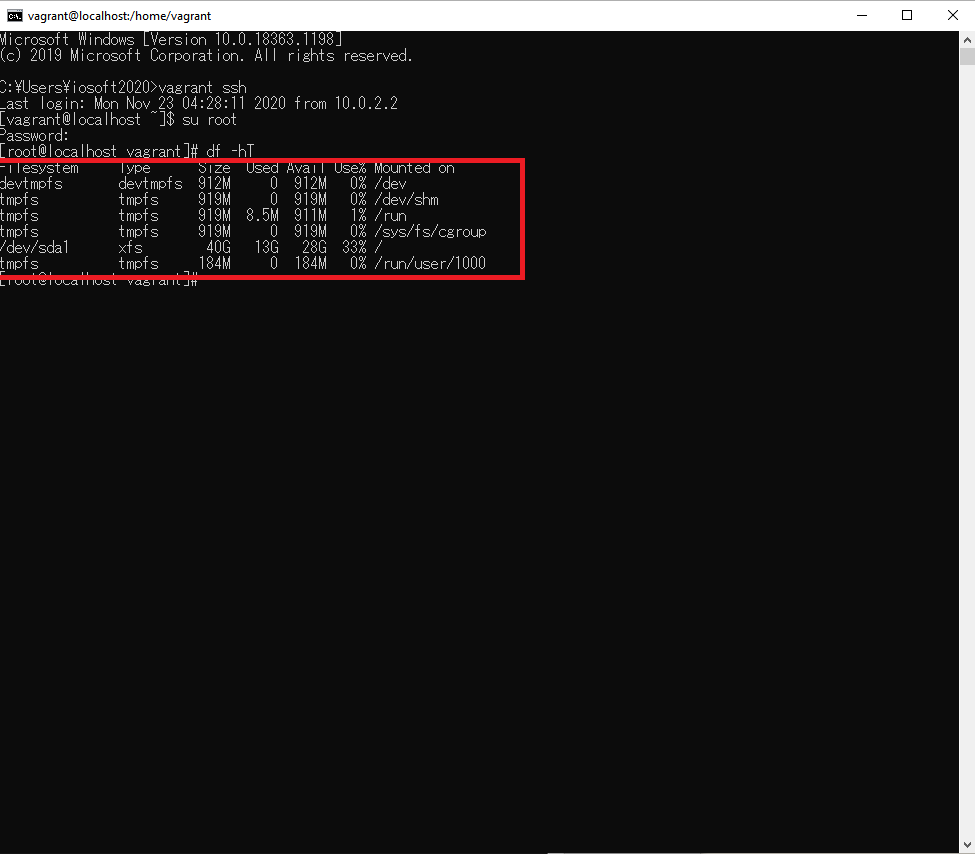 vagrant@localhost:/home/vagrant
Microsoft Windows [Version 10.0.18363.1198]
(c) 2019 Microsoft Corporation. All rights reserved.
C:¥Users¥iosoft2020>vagrant ssh
Last login: Mon Nov 23 04:28:11 2020 from 10.0.2.2
[vagrant@localhost ~]$ su root
Password:
[root@localhost vagrant]# df -hT
Filesystem Type Size Used Avail Use% Mounted on
devtmpfs devtmpfs 912M 0 912M 0% /dev
tmpfs tmpfs 919M 0 919M 0% /dev/shm
tmpfs tmpfs 919M 8.5M 911M 1% /run
tmpfs tmpfs 919M 0 919M 0% /sys/fs/cgroup
/dev/sda1 xfs 40G 13G 28G 33% /
tmpfs tmpfs 184M 0 184M 0% /run/user/1000
[root@localhost vagrant]#